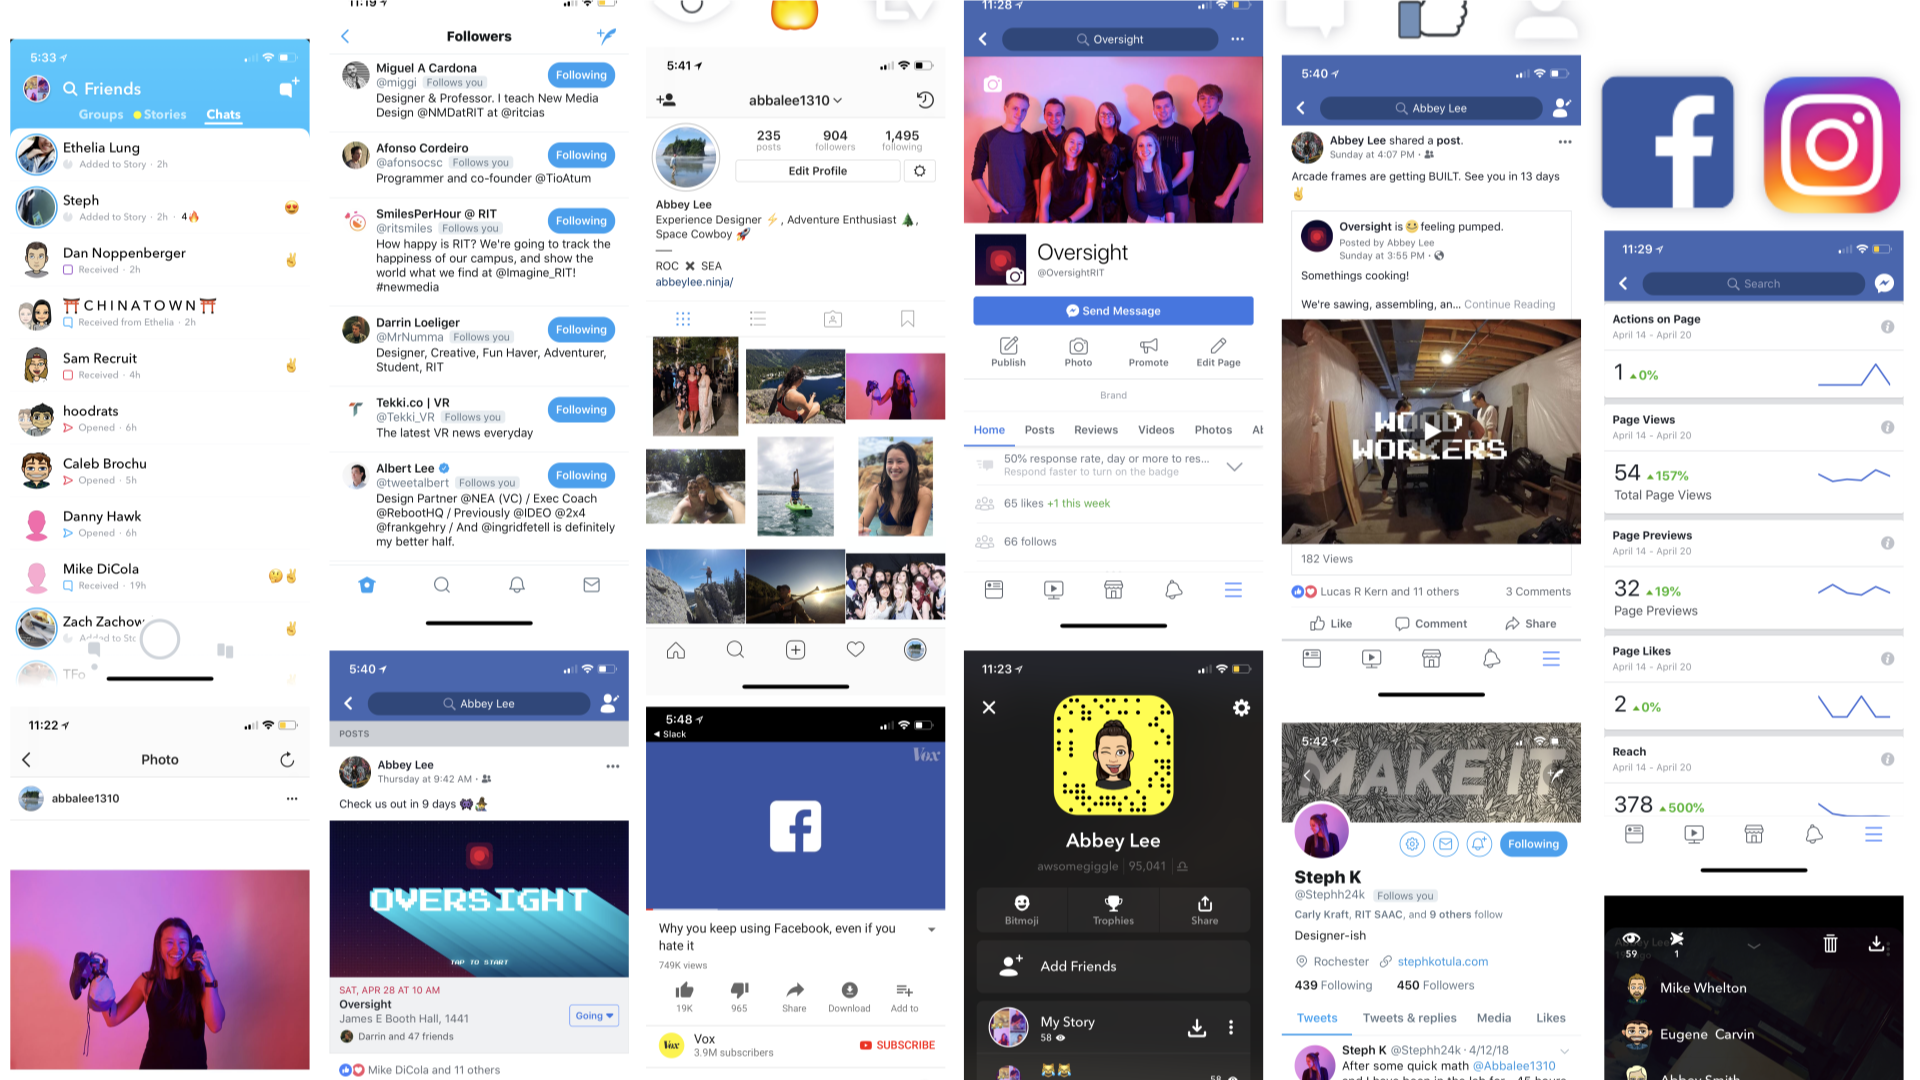 5:33
Friends
Groups
Stories
Chats
Ethelia Lung
Added to Story · 2h
Steph
Added to Story · 2h · 4
Dan Noppenberger
Received · 2h
CHINATOWN
Received from Ethelia · 2h
Sam Recruit
Received · 4h
hoodrats
Opened · 6h
Caleb Brochu
Opened · 5h
Danny Hawk
Opened · 6h
Mike DiCola
Received · 19h
Zach Zachow
Added to Sto
TFo
11:22
Photo
abbalee1310
11:19
Followers
Miguel A Cardona
@miggi Follows you
Following
Designer & Professor. I teach New Media
Design @NMDatRIT at @ritcias
Afonso Cordeiro
@afonsocsc Follows you
Following
Programmer and co-founder @TioAtum
SmilesPerHour @ RIT
@ritsmiles Follows you
Following
How happy is RIT? We're going to track the
happiness of our campus, and show the
world what we find at @Imagine_RIT!
#newmedia
Darrin Loeliger
@MrNumma Follows you
Following
Designer, Creative, Fun Haver, Adventurer,
Student, RIT
Tekki.co | VR
@Tekki_VR Follows you
Following
The latest VR news everyday
Albert Lee
@tweetalbert Follows you
Following
Design Partner @NEA (VC) / Exec Coach
@RebootHQ / Previously @IDEO @2x4
@frankgehry / And @ingridfetell is definitely
my better half.
5:40
Abbey Lee
POSTS
Abbey Lee
Thursday at 9:42 AM ·
Check us out in 9 days
OVERSIGHT
TAP TO START
SAT, APR 28 AT 10 AM
Oversight
James E Booth Hall, 1441
Going
Darrin and 47 friends
Mike DiCola and 11 others
5:41
abbalee1310
235 904 1,495
posts followers following
Edit Profile
Abbey Lee
Experience Designer , Adventure Enthusiast ,
Space Cowboy
ROC ✖ SEA
abbeylee.ninja/
5:48
Slack
Vox
Why you keep using Facebook, even if you
hate it
749K views
19K 965 Share Download Add to
Vox
Vox
3.9M subscribers
SUBSCRIBE
11:28
Oversight
Oversight
@OversightRIT
Send Message
Publish Photo Promote Edit Page
Brand
Home Posts Reviews Videos Photos Al
50% response rate, day or more to res...
Respond faster to turn on the badge
65 likes +1 this week
66 follows
11:23
Abbey Lee
awsomegiggle | 95,041 |
Bitmoji Trophies Share
Add Friends
My Story
58
58
5:40
Abbey Lee
Abbey Lee shared a post.
Sunday at 4:07 PM ·
Arcade frames are getting BUILT. See you in 13 days
Oversight is feeling pumped.
Posted by Abbey Lee
Sunday at 3:55 PM ·
Somethings cooking!
We're sawing, assembling, an... Continue Reading
WOOD
WORKERS
182 Views
Lucas R Kern and 11 others
3 Comments
Like Comment Share
5:42
MAKE IT
Following
Steph K
@Stephh24k Follows you
Carly Kraft, RIT SAAC, and 9 others follow
Designer-ish
Rochester stephkotula.com
439 Following 450 Followers
Tweets Tweets & replies Media Likes
Steph K @Stephh24k · 4/12/18
After some quick math @Abbalee1310
11:29
Search
Actions on Page
April 14 - April 20
1 0%
Page Views
April 14 - April 20
54 157%
Total Page Views
Page Previews
April 14 - April 20
32 19%
Page Previews
Page Likes
April 14 - April 20
2 0%
Reach
April 14 - April 20
378 500%
59
1
Mike Whelton
Eugene Carvin
Abbey Smith